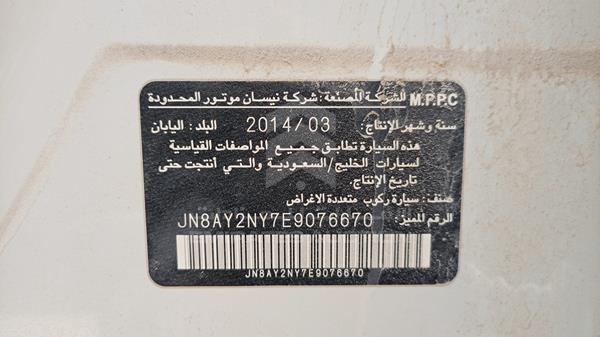 M.P.P.C الشركة المصنعة: شركة نيسان موتور المحدودة
سنة وشهر الإنتاج: 2014/03 البلد: اليابان
هذه السيارة تطابق جميع المواصفات القياسية
لسيارات الخليج/السعودية والتي أنتجت حتى
تاريخ الإنتاج.
صنف: سيارة ركوب متعددة الاغراض
الرقم المميز: JN8AY2NY7E9076670
JN8AY2NY7E9076670